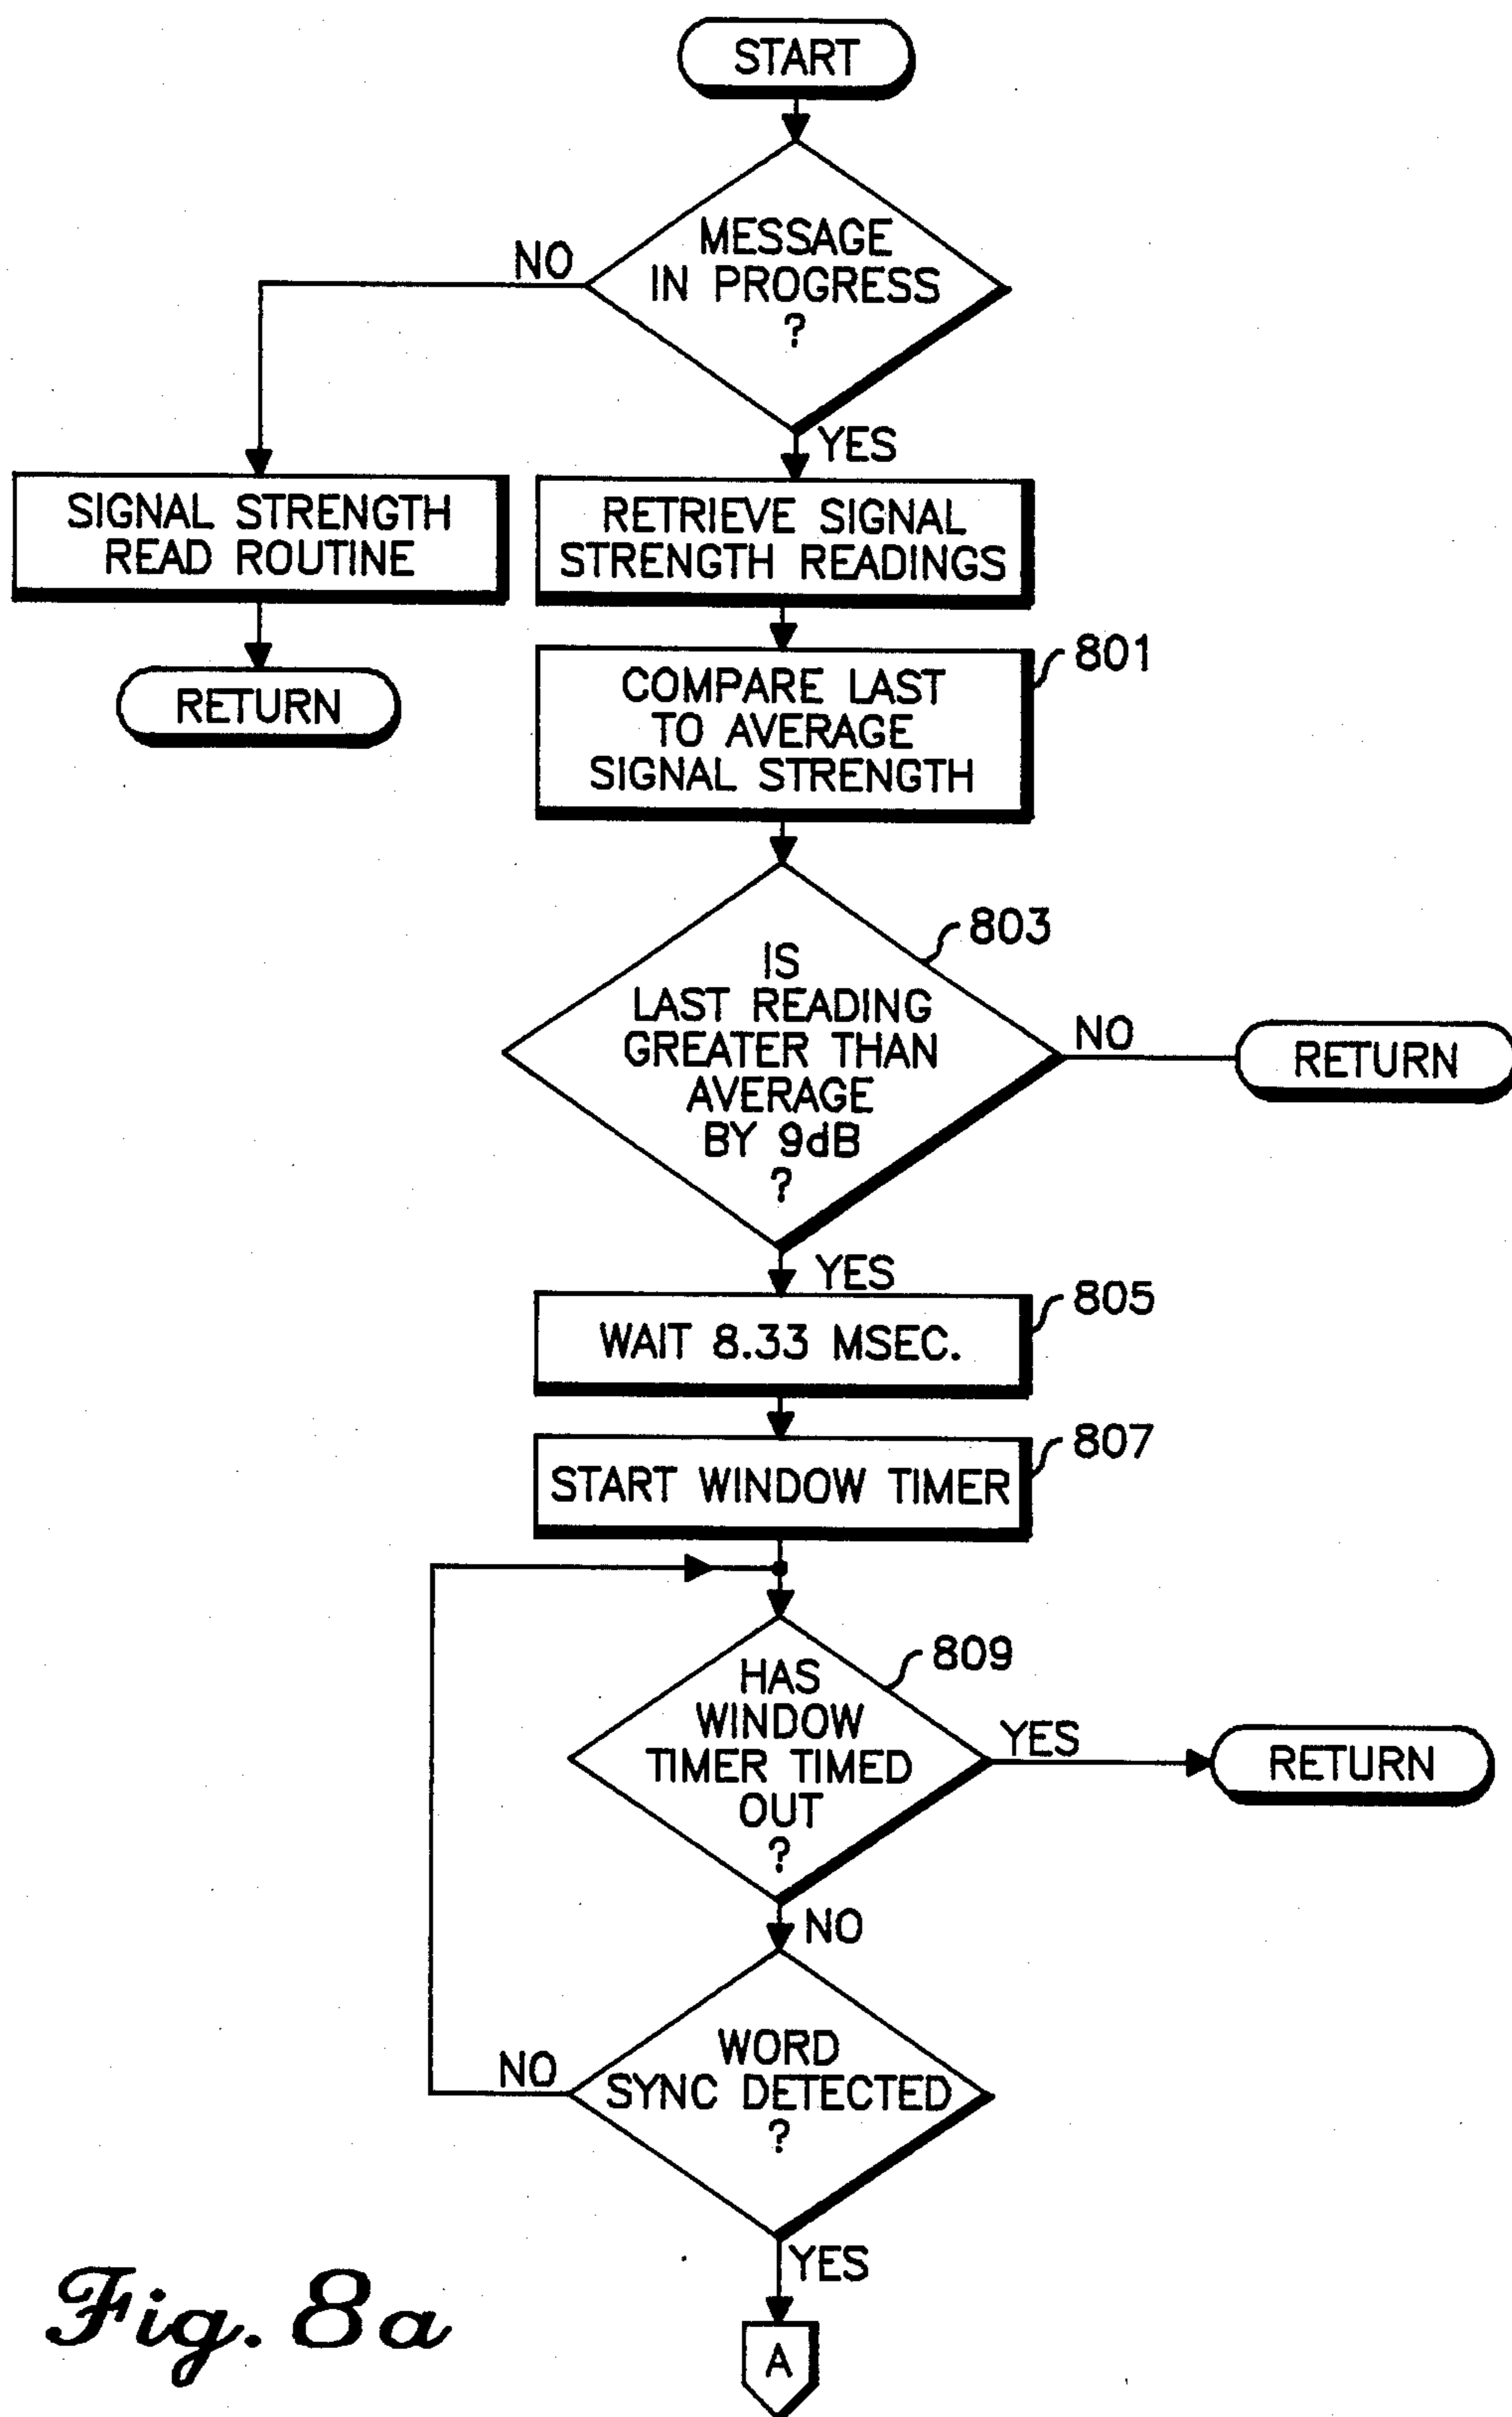 START
MESSAGE
IN PROGRESS
?
NO
YES
SIGNAL STRENGTH
READ ROUTINE
RETURN
RETRIEVE SIGNAL
STRENGTH READINGS
801
COMPARE LAST
TO AVERAGE
SIGNAL STRENGTH
803
IS
LAST READING
GREATER THAN
AVERAGE
BY 9dB
?
NO
RETURN
YES
805
WAIT 8.33 MSEC.
807
START WINDOW TIMER
809
HAS
WINDOW
TIMER TIMED
OUT
?
YES
RETURN
NO
WORD
SYNC DETECTED
?
NO
YES
A
Fig. 8a